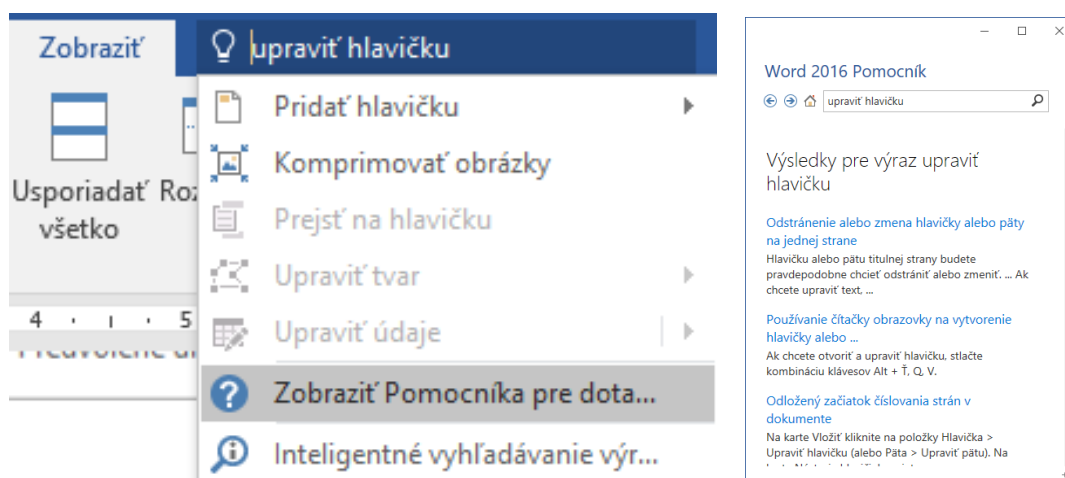 Zobraziť
upraviť hlavičku
Usporiadať
všetko
Pridať hlavičku
Komprimovať obrázky
Prejsť na hlavičku
Upraviť tvar
Upraviť údaje
Zobraziť Pomocníka pre dota...
Inteligentné vyhľadávanie výr...
4 5
Word 2016 Pomocník
upraviť hlavičku
Výsledky pre výraz upraviť
hlavičku
Odstránenie alebo zmena hlavičky alebo päty
na jednej strane
Hlavičku alebo pätu titulnej strany budete
pravdepodobne chcieť odstrániť alebo zmeniť. ... Ak
chcete upraviť text, ...
Používanie čítačky obrazovky na vytvorenie
hlavičky alebo ...
Ak chcete otvoriť a upraviť hlavičku, stlačte
kombináciu klávesov Alt + Ť, Q, V.
Odložený začiatok číslovania strán v
dokumente
Na karte Vložiť kliknite na položky Hlavička >
Upraviť hlavičku (alebo Päta > Upraviť pätu). Na